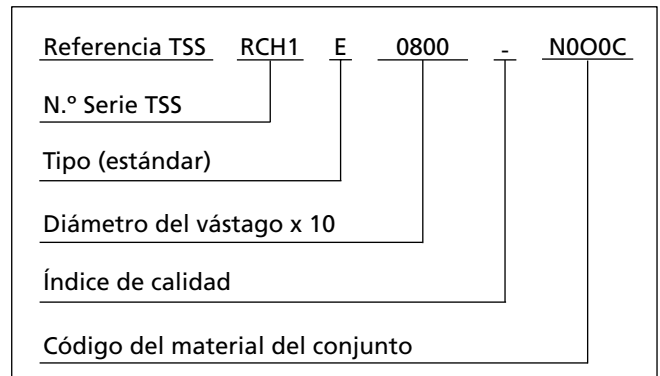 Referencia TSS RCH1 E 0800 - N0O0C
N.º Serie TSS
Tipo (estándar)
Diámetro del vástago x 10
Índice de calidad
Código del material del conjunto